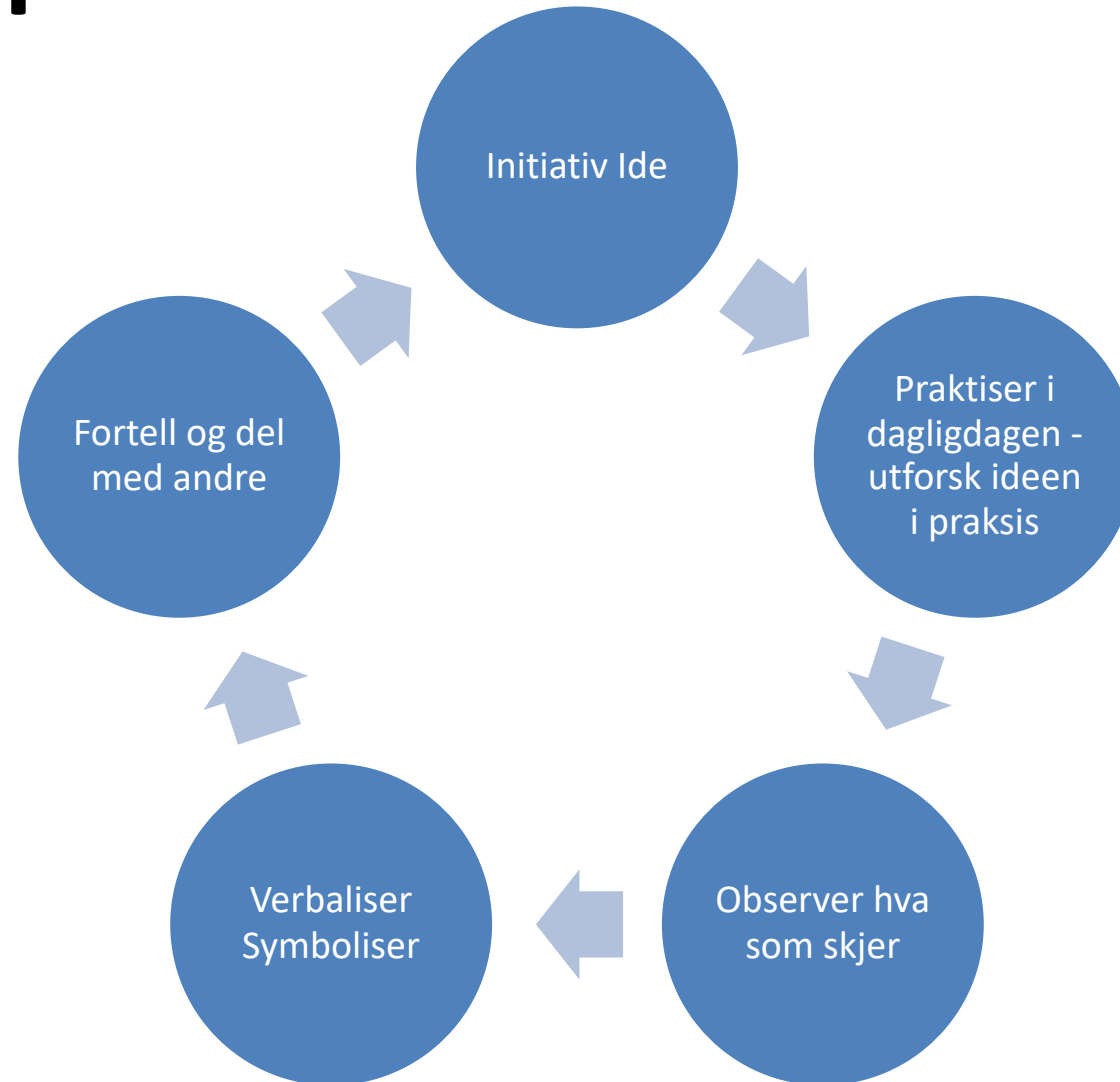 Initiativ Ide
Praktiser i
dagligdagen -
utforsk ideen
i praksis
Observer hva
som skjer
Verbaliser
Symboliser
Fortell og del
med andre